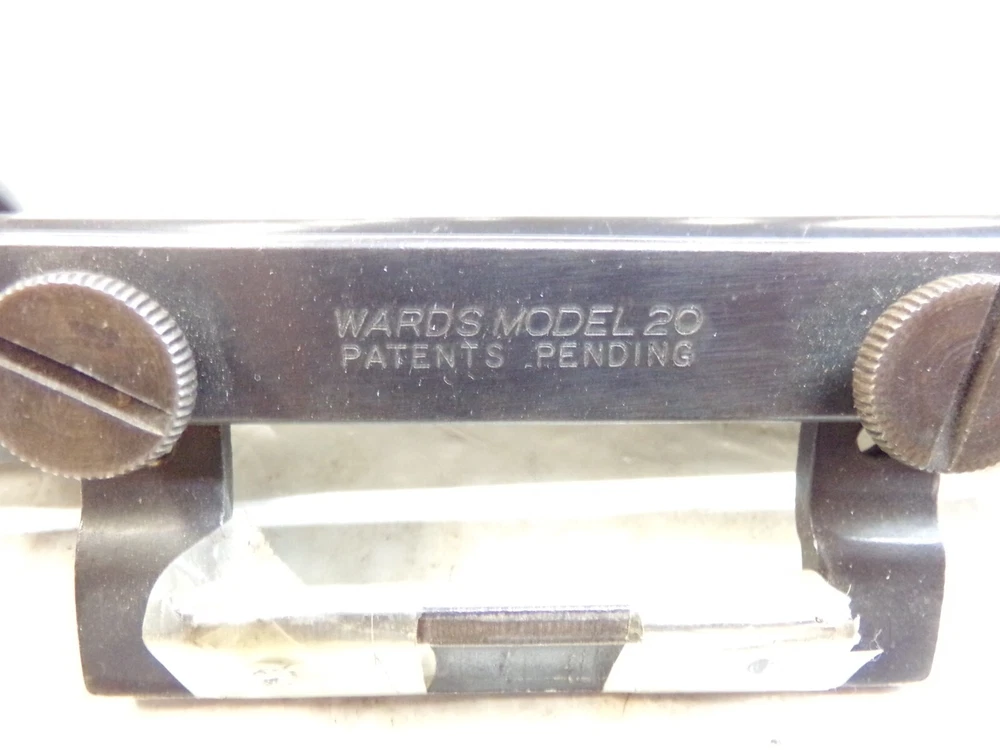 WARDS MODEL 20
PATENTS PENDING